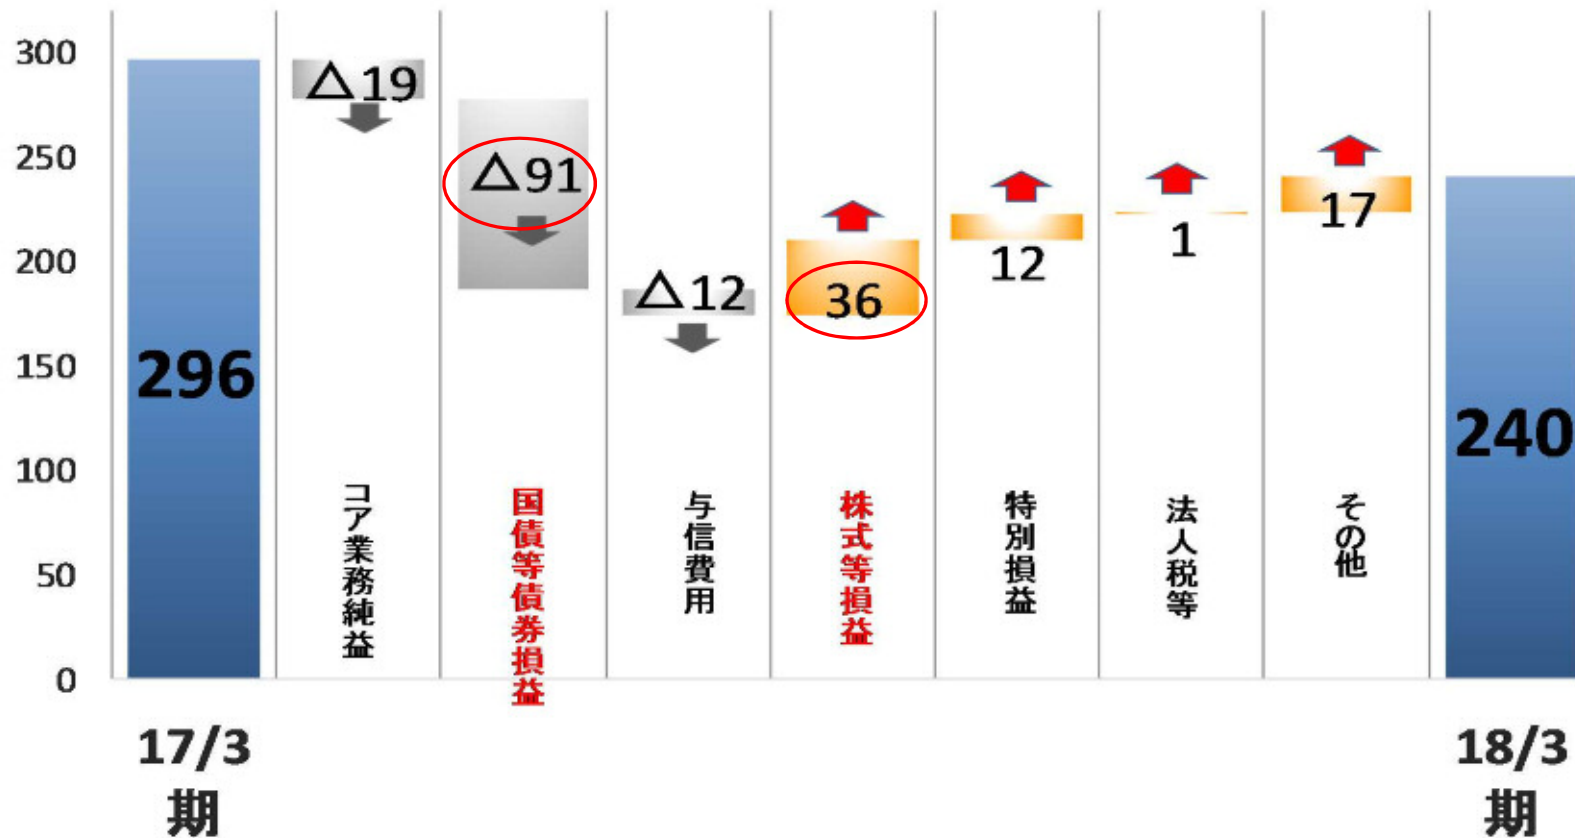 300
250
200
150
100
50
0
296
△19
△91
△12
36
12
1
17
240
コア業務純益
国債等債券損益
与信費用
株式等損益
特別損益
法人税等
その他
17/3
期
18/3
期